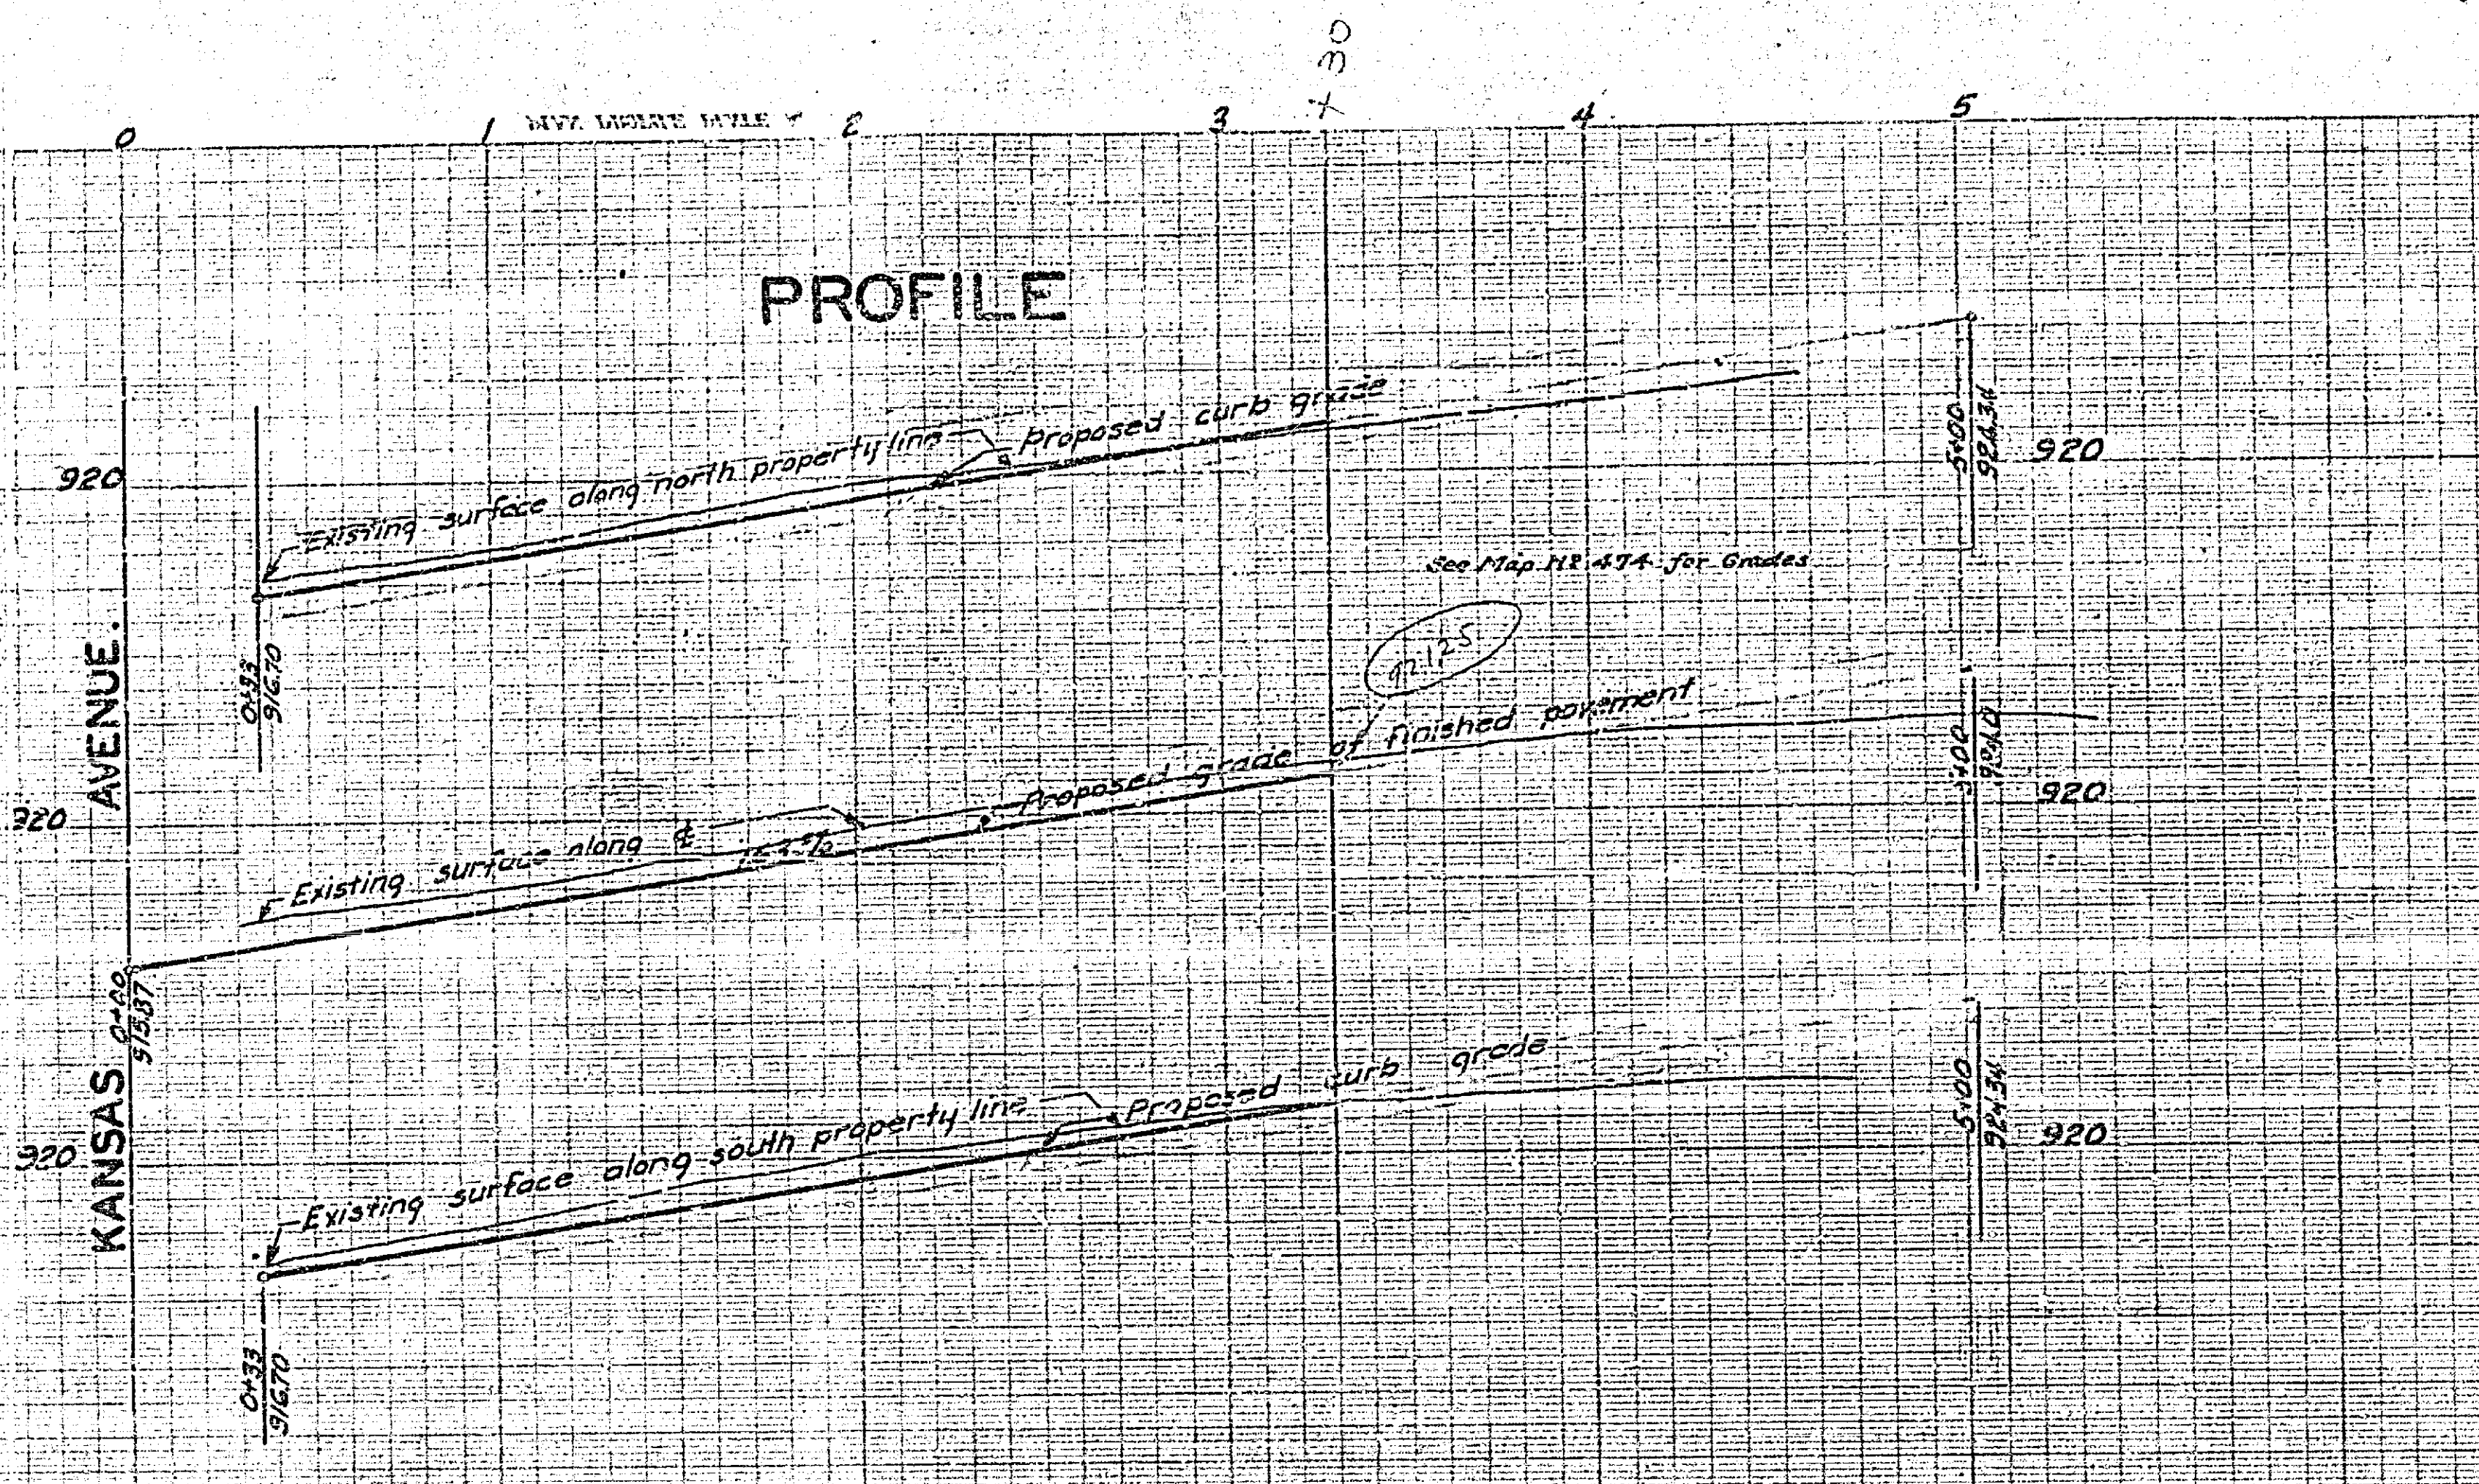 + 30
0 1 2 3 4 5
PROFILE
Proposed curb grade
Existing surface along north property line
920
5+00
924.34
920
See Map No 474 for Grades
0+33
916.70
921.25
AVENUE.
Proposed grade of finished pavement
5+00
920
920
Existing surface along ℄
0+00
915.87
KANSAS
Proposed curb grade
Existing surface along south property line
5+00
924.34
920
920
0+33
916.70